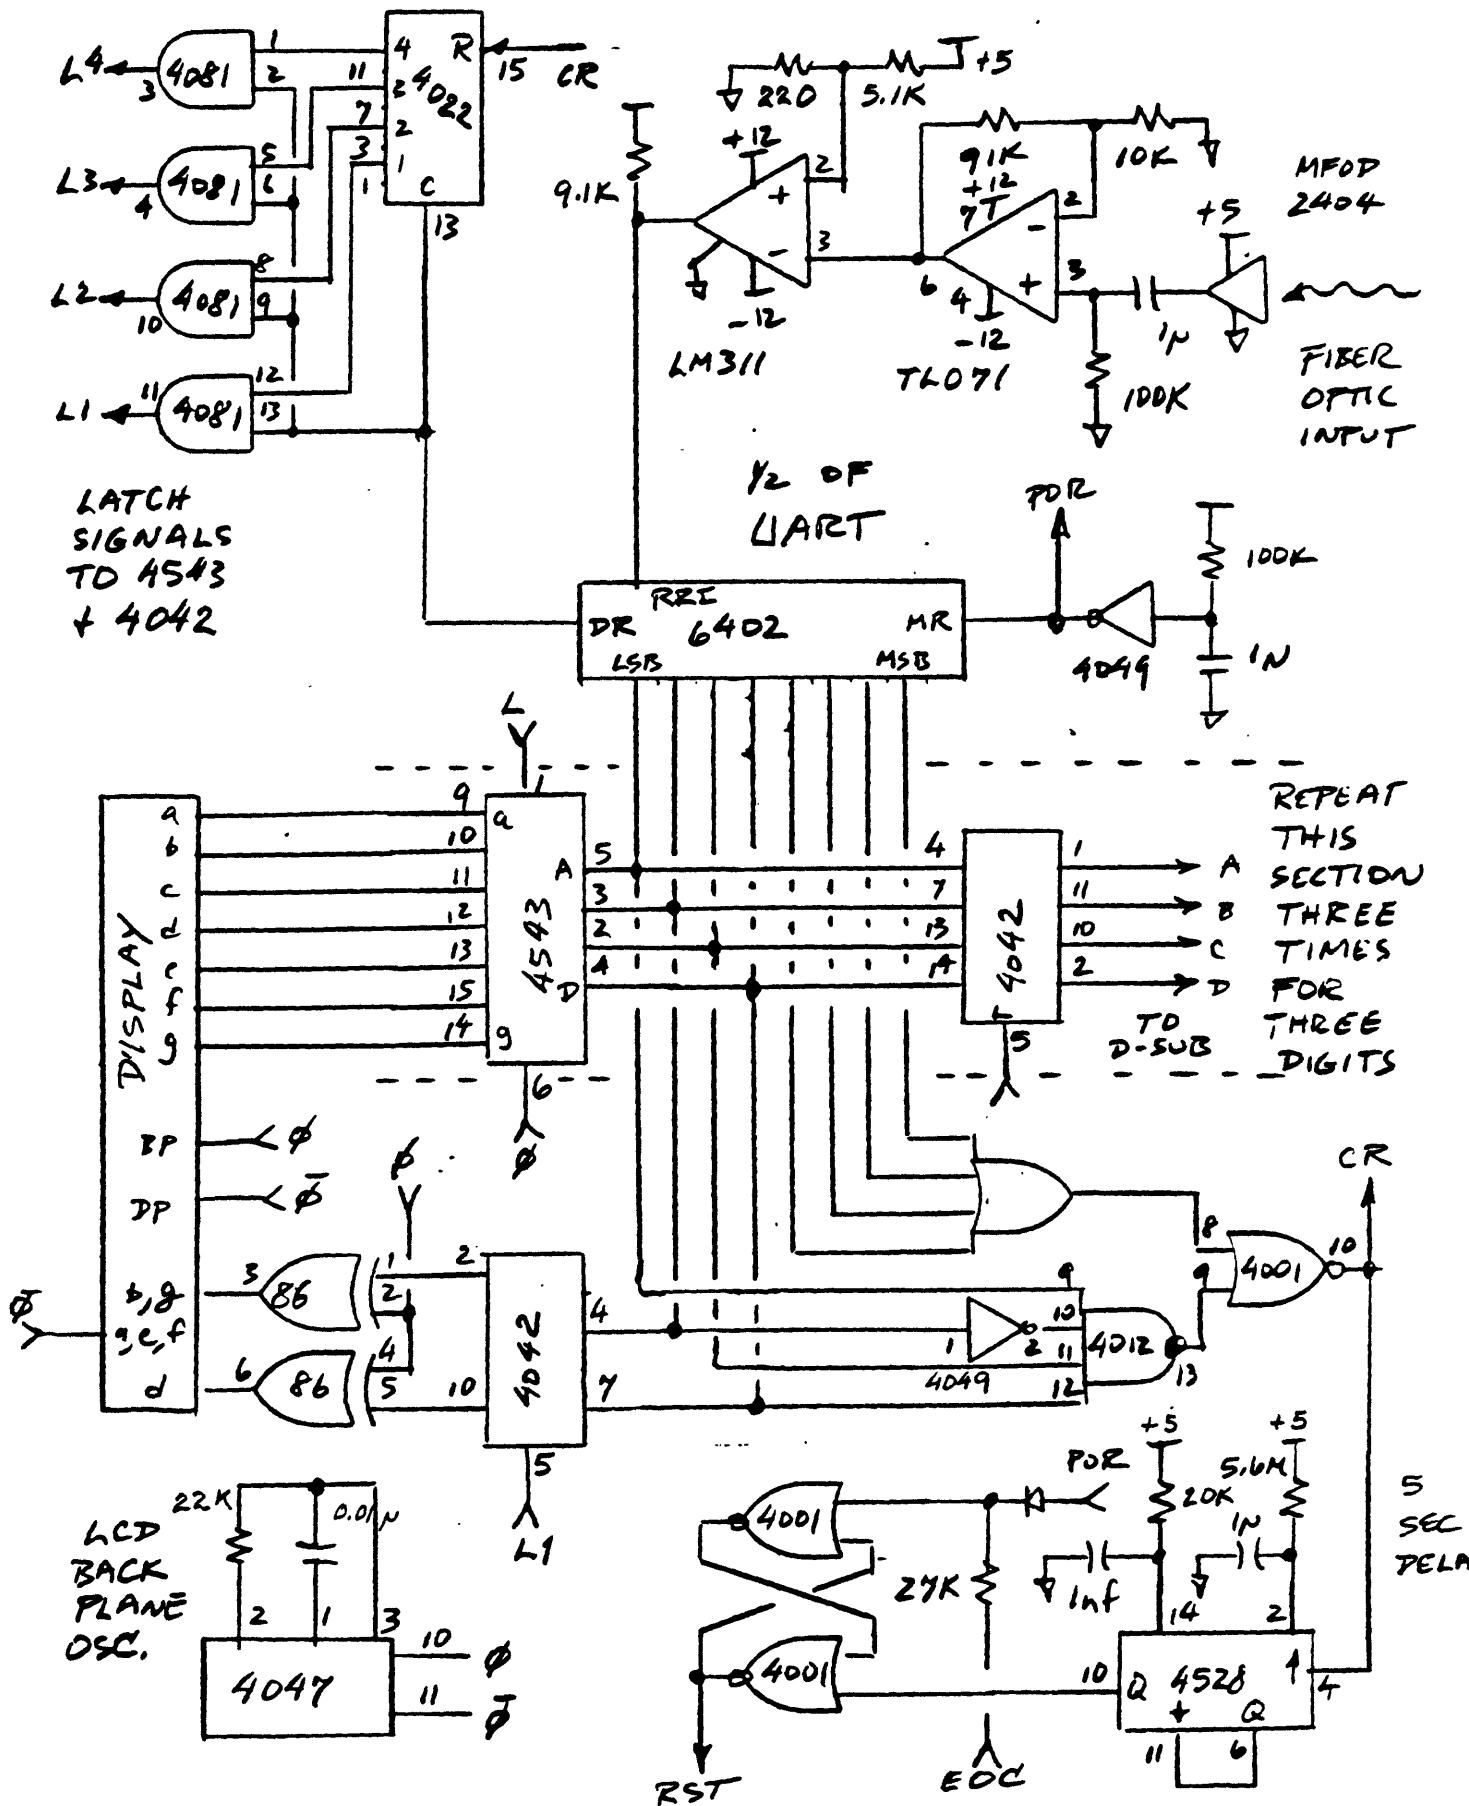 L4
3
4081
1
2
4
11
3
7
2
3
1
1
4022
R
15
CR
C
13
L3
4
4081
5
6
L2
10
4081
8
9
L1
11
4081
12
13
LATCH
SIGNALS
TO 4543
+ 4042
220
5.1K
+5
9.1K
+12
2
+
-
3
-12
LM311
91K
10K
+12
7
2
-
+
3
6
4
-12
TL071
1μ
100K
MFOD
2404
+5
FIBER
OPTIC
INPUT
1/2 OF
UART
RRI
DR
6402
MR
LSB
MSB
POR
4049
100K
1μ
L
1
DISPLAY
a
b
c
d
e
f
g
BP
DP
b,g
a,e,f
d
9
10
11
12
13
15
14
a
g
4543
A
D
5
3
2
4
6
φ
4
7
13
14
4042
5
1
11
10
2
A
B
C
D
TO
D-SUB
REPEAT
THIS
SECTION
THREE
TIMES
FOR
THREE
DIGITS
φ
φ̄
φ
φ̄
3
86
1
2
6
86
4
5
2
10
4042
4
7
5
L1
1
4049
2
9
10
11
12
4012
13
8
9
4001
10
CR
LCD
BACK
PLANE
OSC.
22K
0.01μ
2
1
3
4047
10
φ
11
φ̄
4001
4001
RST
POR
27K
EOC
+5
20K
1nf
14
+5
5.6M
1μ
2
5
SEC
DELA
10
Q
4528
4
Q
11
6